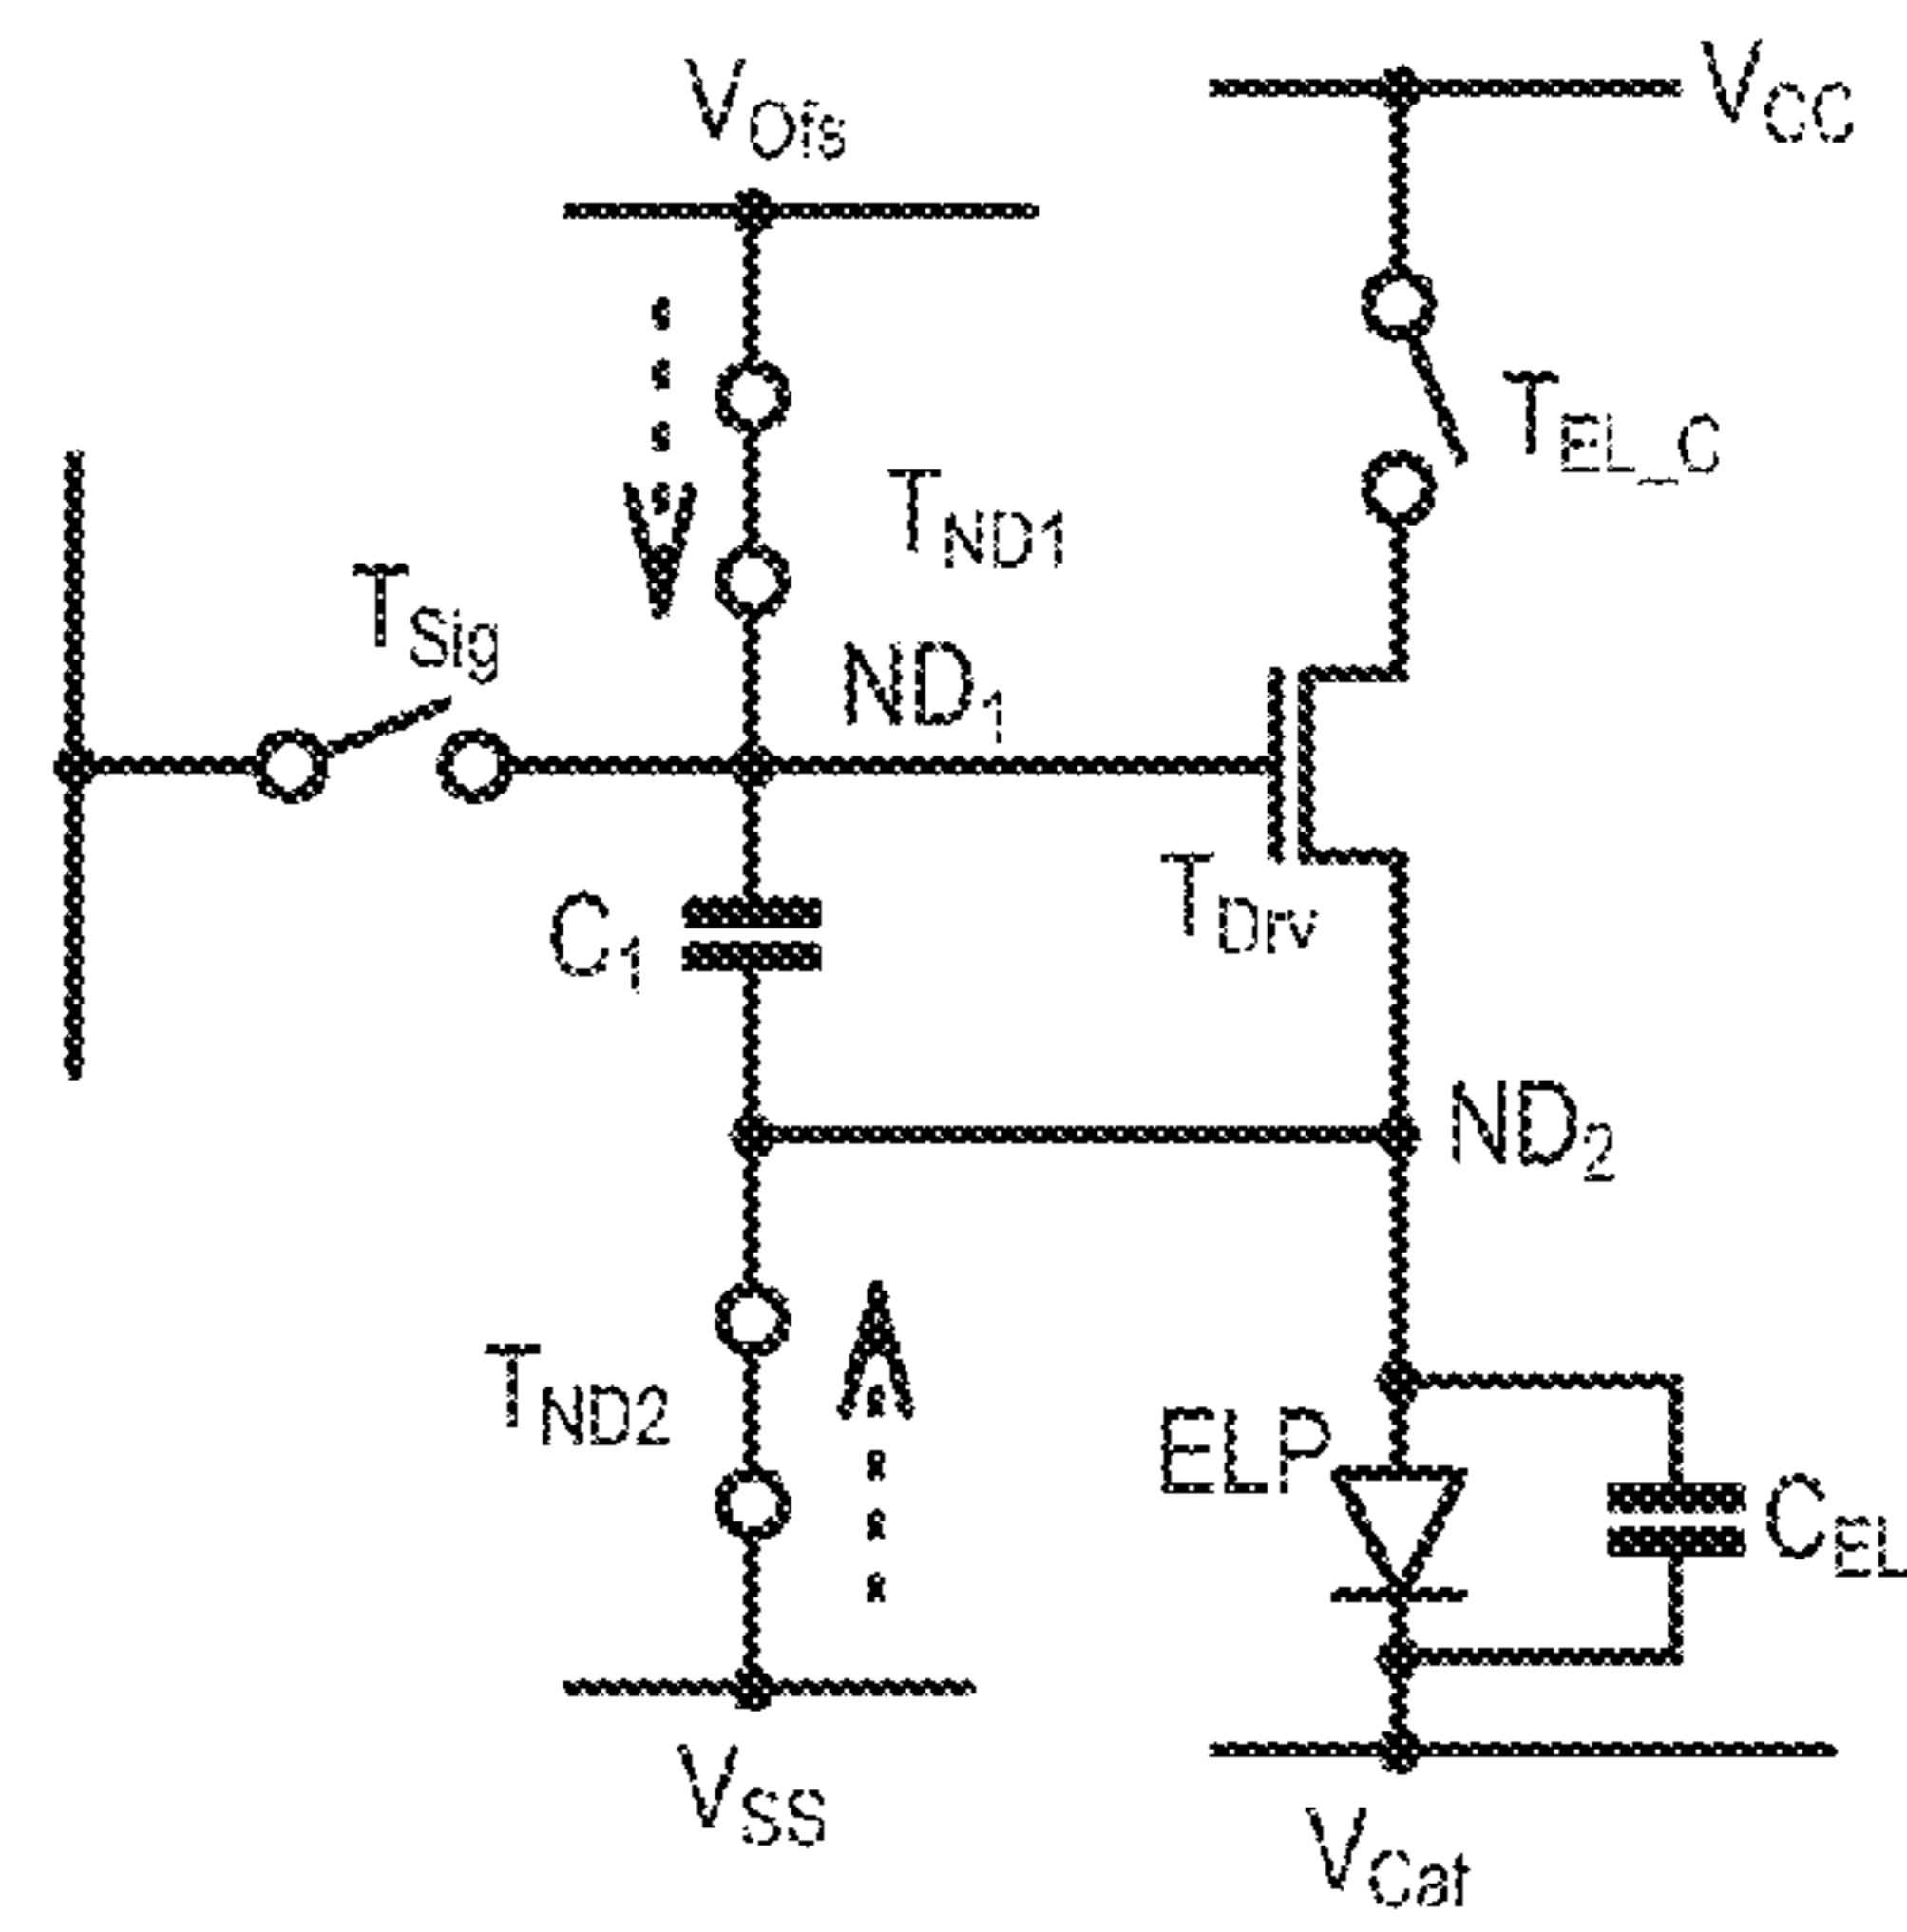 V_Ofs
V_CC
T_EL_C
T_ND1
T_Sig
ND_1
T_Drv
C_1
ND_2
T_ND2
ELP
C_EL
V_SS
V_Cat